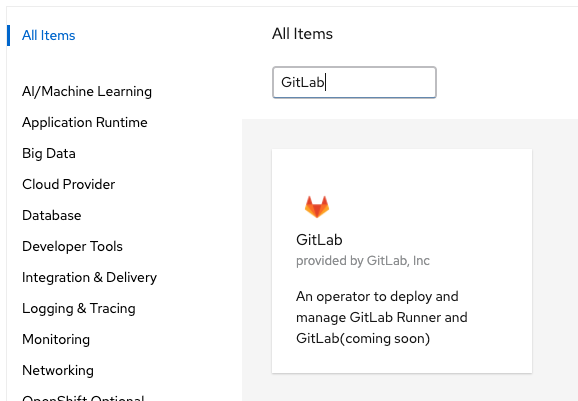 All Items
AI/Machine Learning
Application Runtime
Big Data
Cloud Provider
Database
Developer Tools
Integration & Delivery
Logging & Tracing
Monitoring
Networking
OpenShift Optional
All Items
GitLab
GitLab
provided by GitLab, Inc
An operator to deploy and
manage GitLab Runner and
GitLab(coming soon)